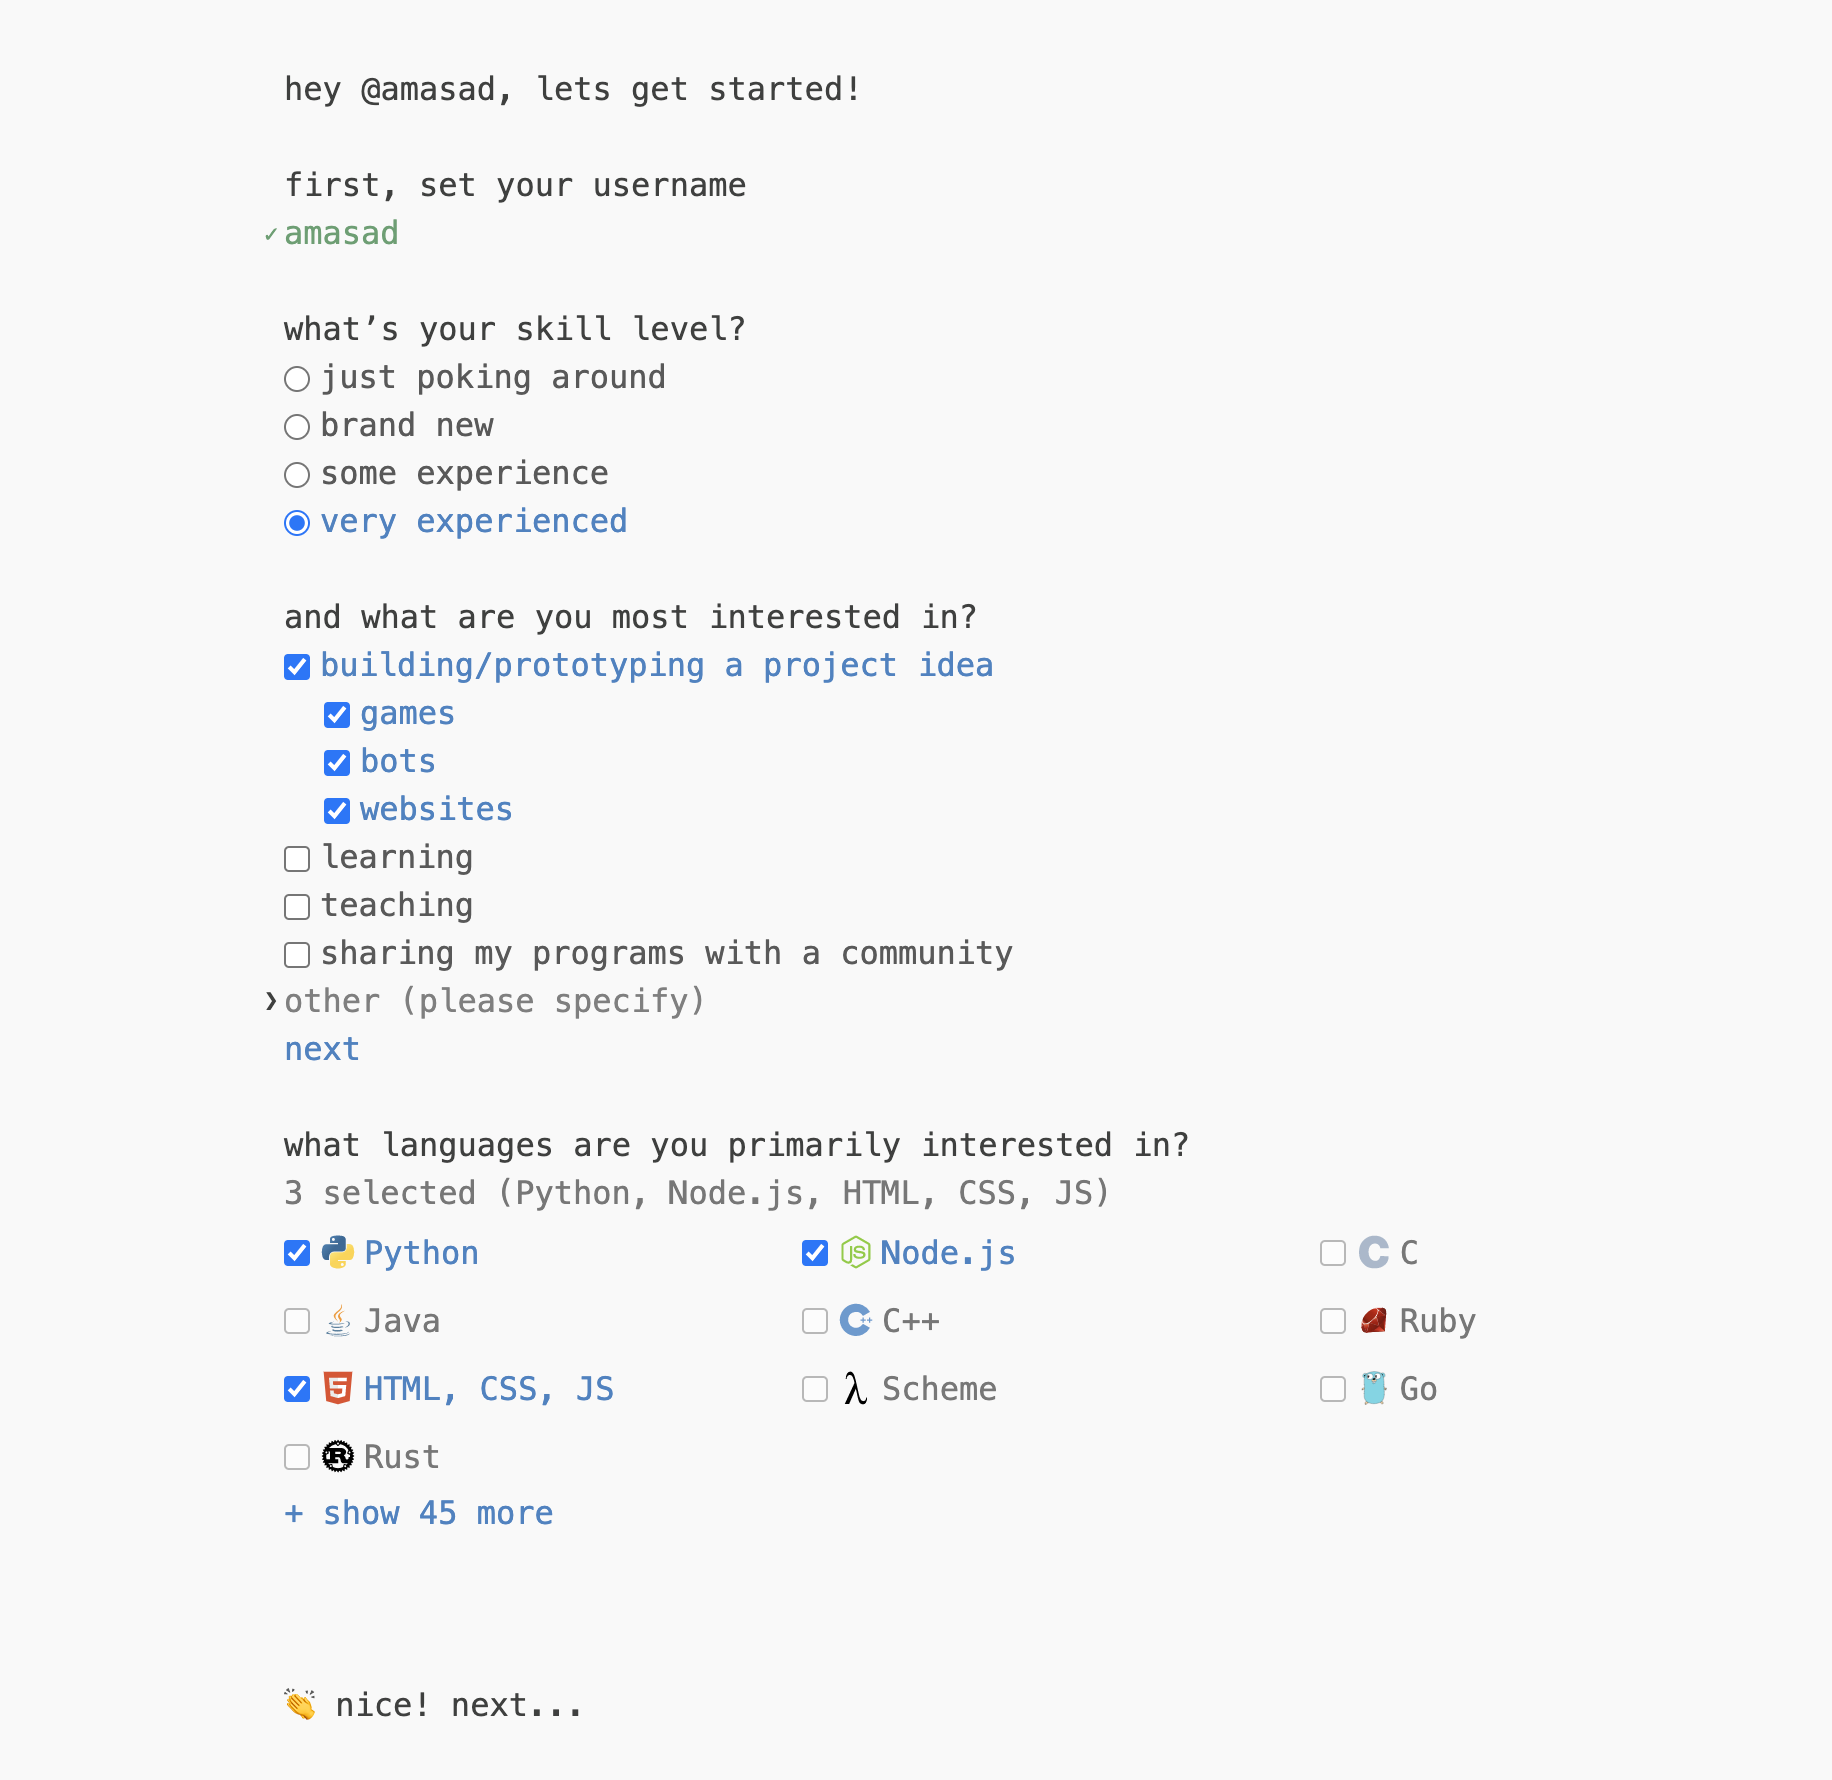 hey @amasad, lets get started!
first, set your username
✓ amasad
what’s your skill level?
just poking around
brand new
some experience
very experienced
and what are you most interested in?
building/prototyping a project idea
games
bots
websites
learning
teaching
sharing my programs with a community
❯ other (please specify)
next
what languages are you primarily interested in?
3 selected (Python, Node.js, HTML, CSS, JS)
Python Node.js C
Java C++ Ruby
HTML, CSS, JS λ Scheme Go
Rust
+ show 45 more
👏 nice! next...